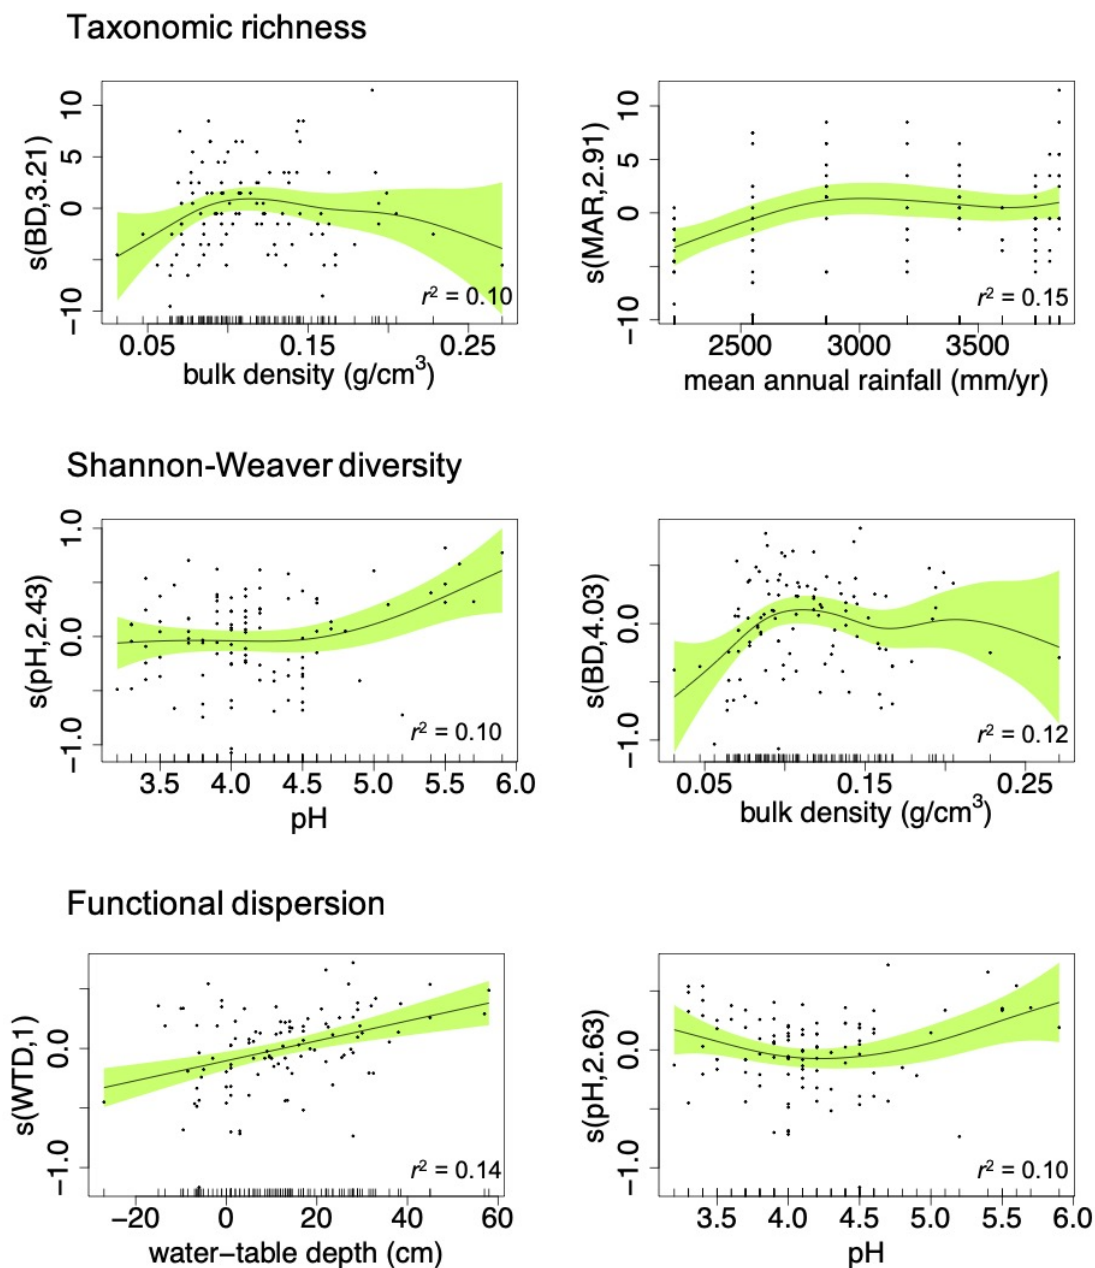 Taxonomic richness
s(BD,3.21)
10
5
0
−10
r² = 0.10
0.05 0.15 0.25
bulk density (g/cm³)
s(MAR,2.91)
10
5
0
−10
r² = 0.15
2500 3000 3500
mean annual rainfall (mm/yr)
Shannon-Weaver diversity
s(pH,2.43)
1.0
0.0
−1.0
r² = 0.10
3.5 4.0 4.5 5.0 5.5 6.0
pH
s(BD,4.03)
0.0
−1.0
r² = 0.12
0.05 0.15 0.25
bulk density (g/cm³)
Functional dispersion
s(WTD,1)
0.0
−1.0
r² = 0.14
−20 0 20 40 60
water−table depth (cm)
s(pH,2.63)
0.0
−1.0
r² = 0.10
3.5 4.0 4.5 5.0 5.5 6.0
pH